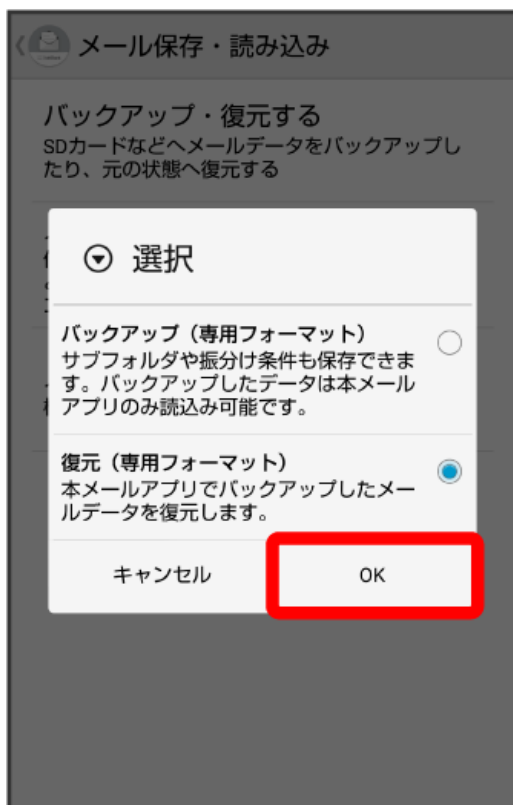 メール保存・読み込み
バックアップ・復元する
SDカードなどへメールデータをバックアップし
たり、元の状態へ復元する
選択
バックアップ（専用フォーマット）
サブフォルダや振分け条件も保存できま
す。バックアップしたデータは本メール
アプリのみ読込み可能です。
復元（専用フォーマット）
本メールアプリでバックアップしたメー
ルデータを復元します。
キャンセル
OK